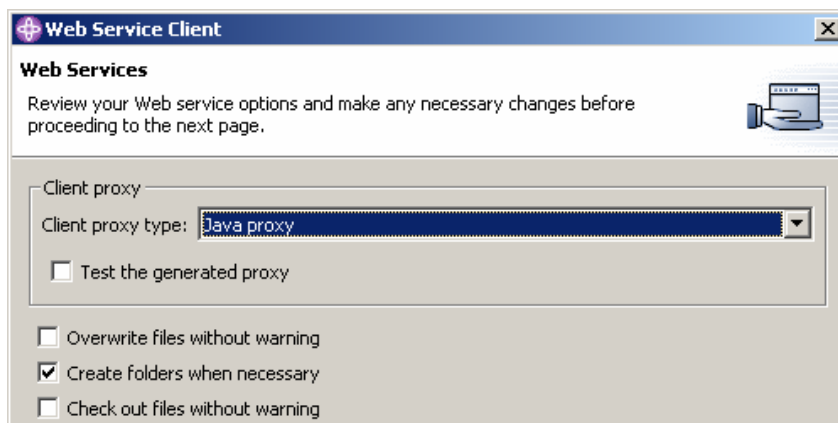 Web Service Client
Web Services
Review your Web service options and make any necessary changes before
proceeding to the next page.
Client proxy
Client proxy type: Java proxy
Test the generated proxy
Overwrite files without warning
Create folders when necessary
Check out files without warning